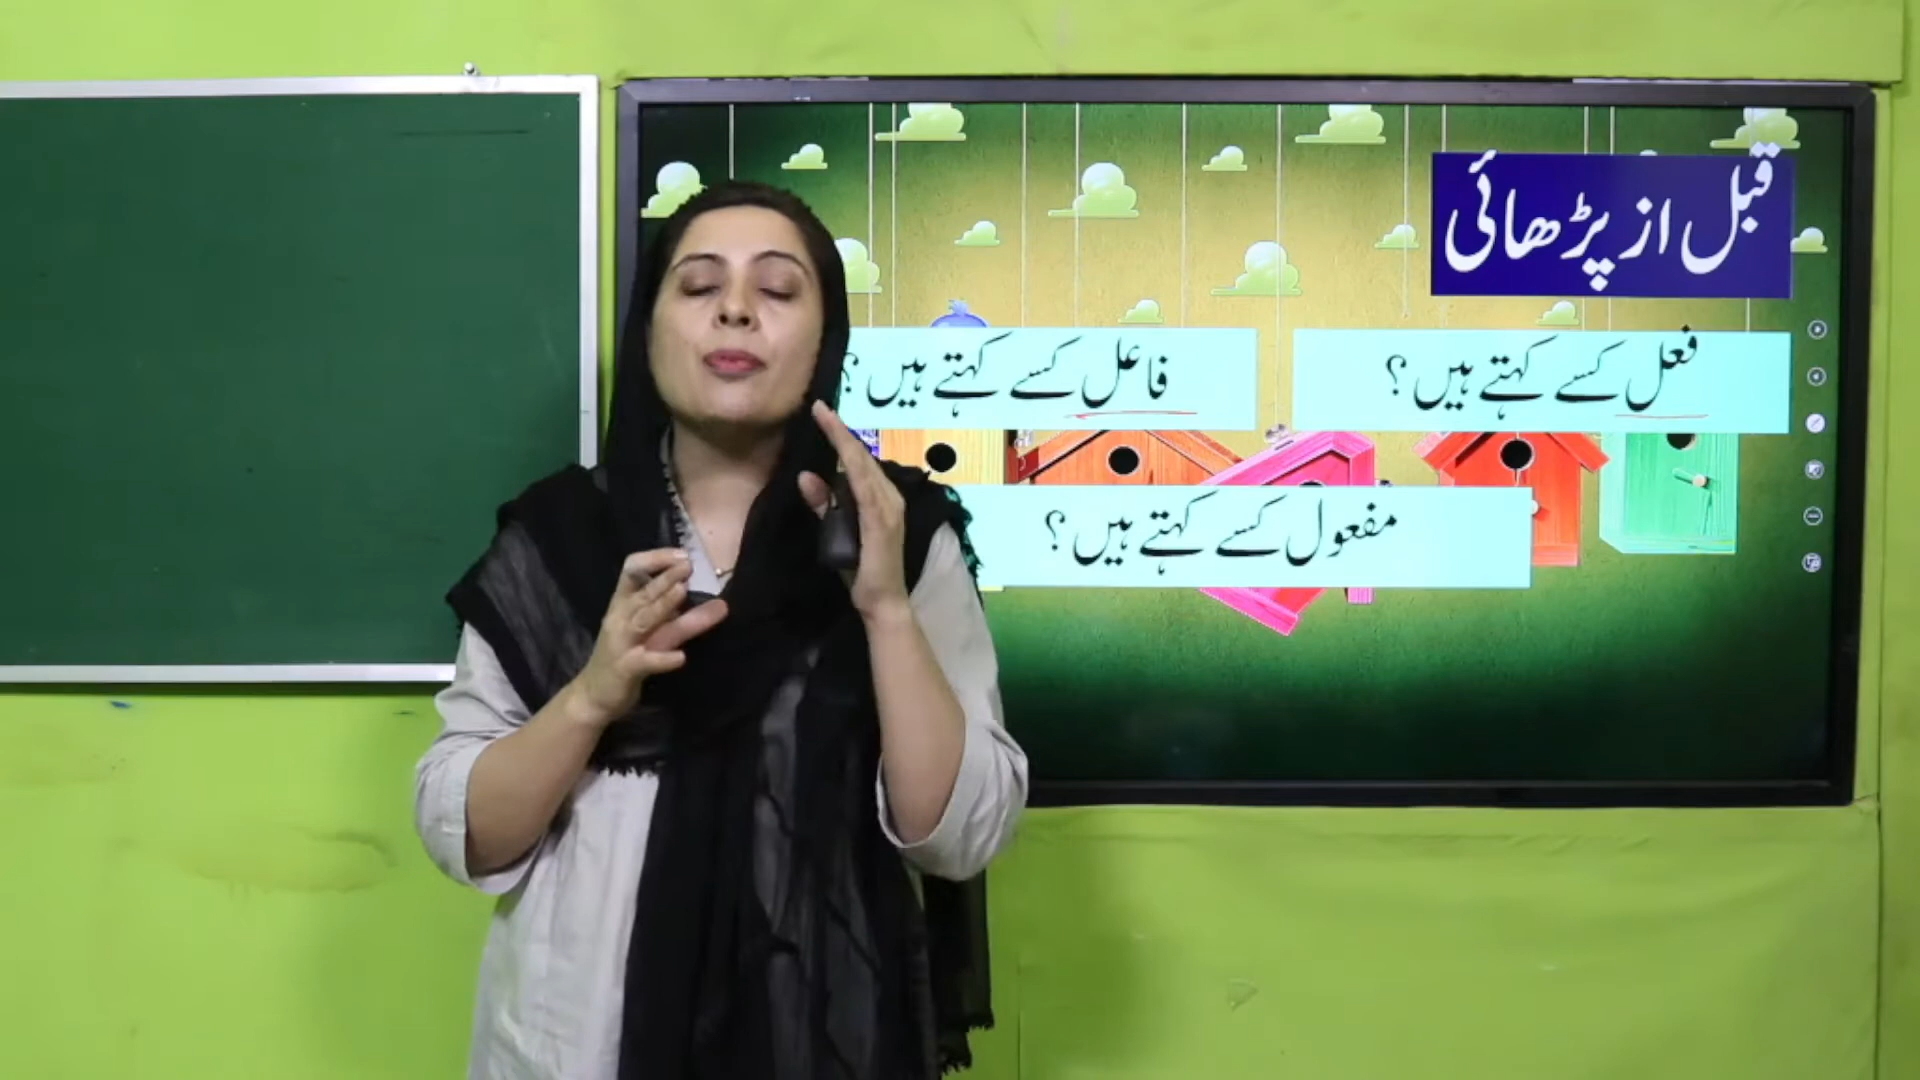 قبل از پڑھائی
فعل کسے کہتے ہیں؟
فاعل کسے کہتے ہیں؟
مفعول کسے کہتے ہیں؟